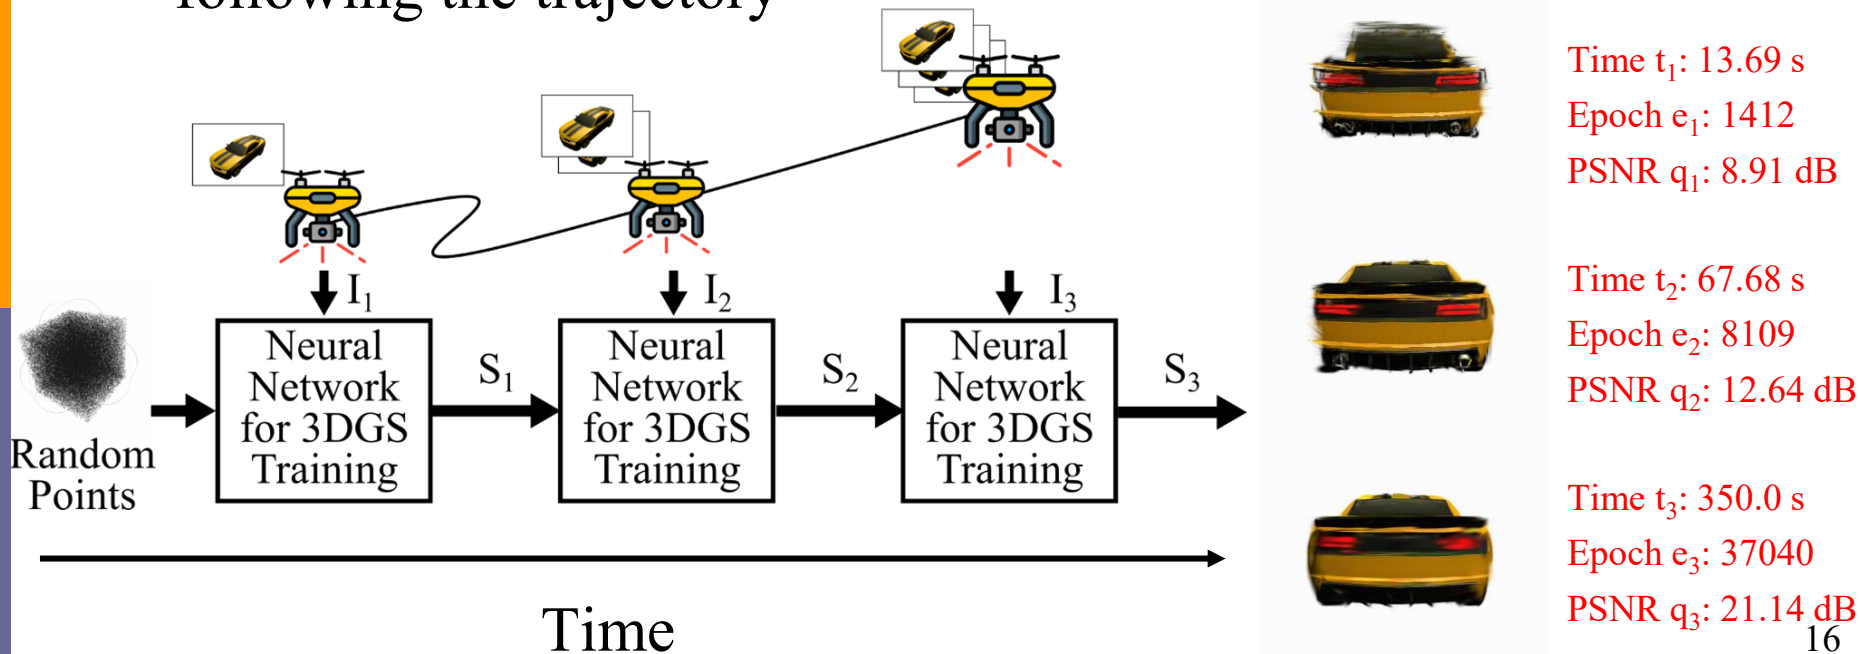 following the trajectory
Time t₁: 13.69 s
Epoch e₁: 1412
PSNR q₁: 8.91 dB
I₁
I₂
I₃
Neural
Network
for 3DGS
Training
S₁
Neural
Network
for 3DGS
Training
S₂
Neural
Network
for 3DGS
Training
S₃
Random
Points
Time t₂: 67.68 s
Epoch e₂: 8109
PSNR q₂: 12.64 dB
Time t₃: 350.0 s
Epoch e₃: 37040
PSNR q₃: 21.14 dB
Time
16